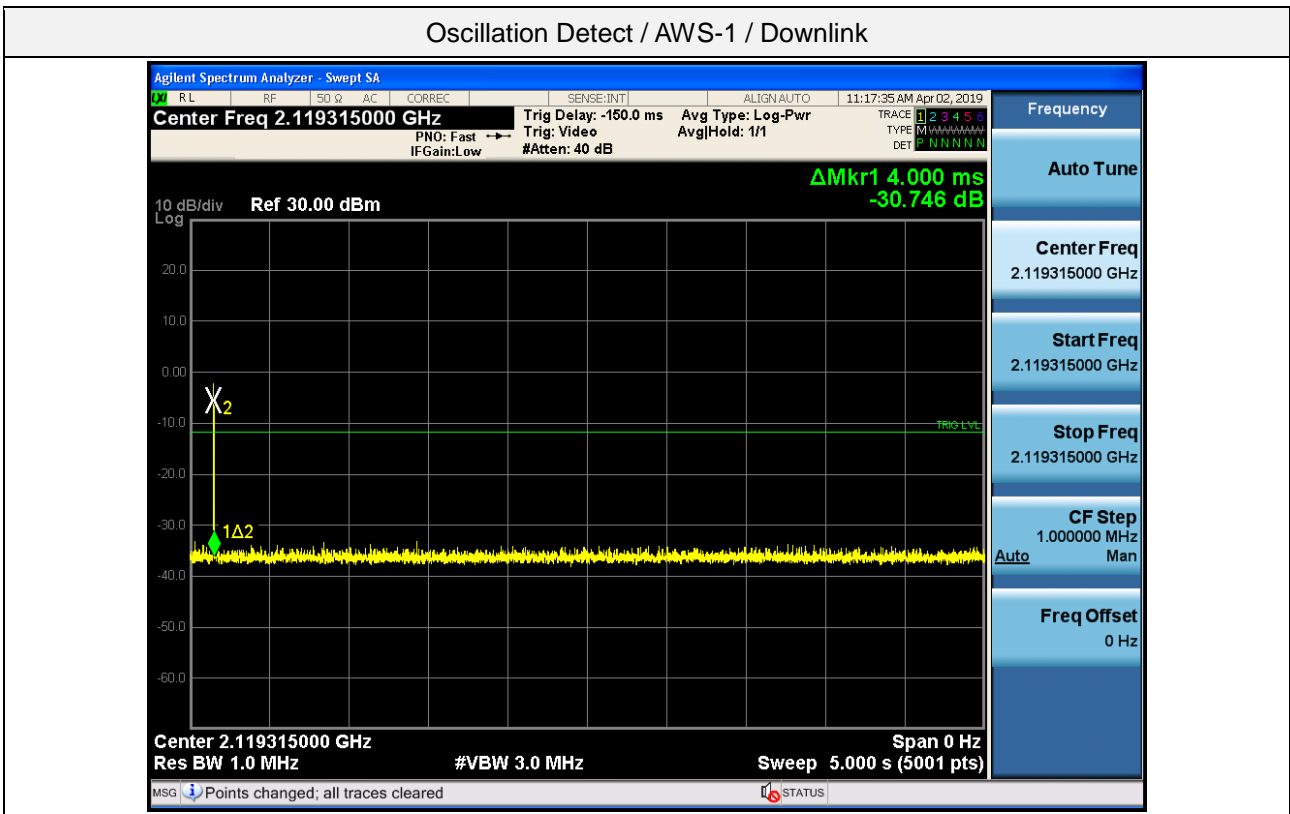 Oscillation Detect / AWS-1 / Downlink
Agilent Spectrum Analyzer - Swept SA
LXI RL RF 50 Ω AC CORREC SENSE:INT ALIGN AUTO 11:17:35 AM Apr 02, 2019
Center Freq 2.119315000 GHz
PNO: Fast
IFGain:Low
Trig Delay: -150.0 ms
Trig: Video
#Atten: 40 dB
Avg Type: Log-Pwr
Avg|Hold: 1/1
TRACE 1 2 3 4 5 6
TYPE M
DET P N N N N N
ΔMkr1 4.000 ms
-30.746 dB
10 dB/div Ref 30.00 dBm
Log
20.0
10.0
0.00
-10.0
-20.0
-30.0
-40.0
-50.0
-60.0
X2
TRIG LVL
1Δ2
Center 2.119315000 GHz Span 0 Hz
Res BW 1.0 MHz #VBW 3.0 MHz Sweep 5.000 s (5001 pts)
MSG Points changed; all traces cleared STATUS
Frequency
Auto Tune
Center Freq
2.119315000 GHz
Start Freq
2.119315000 GHz
Stop Freq
2.119315000 GHz
CF Step
1.000000 MHz
Auto Man
Freq Offset
0 Hz